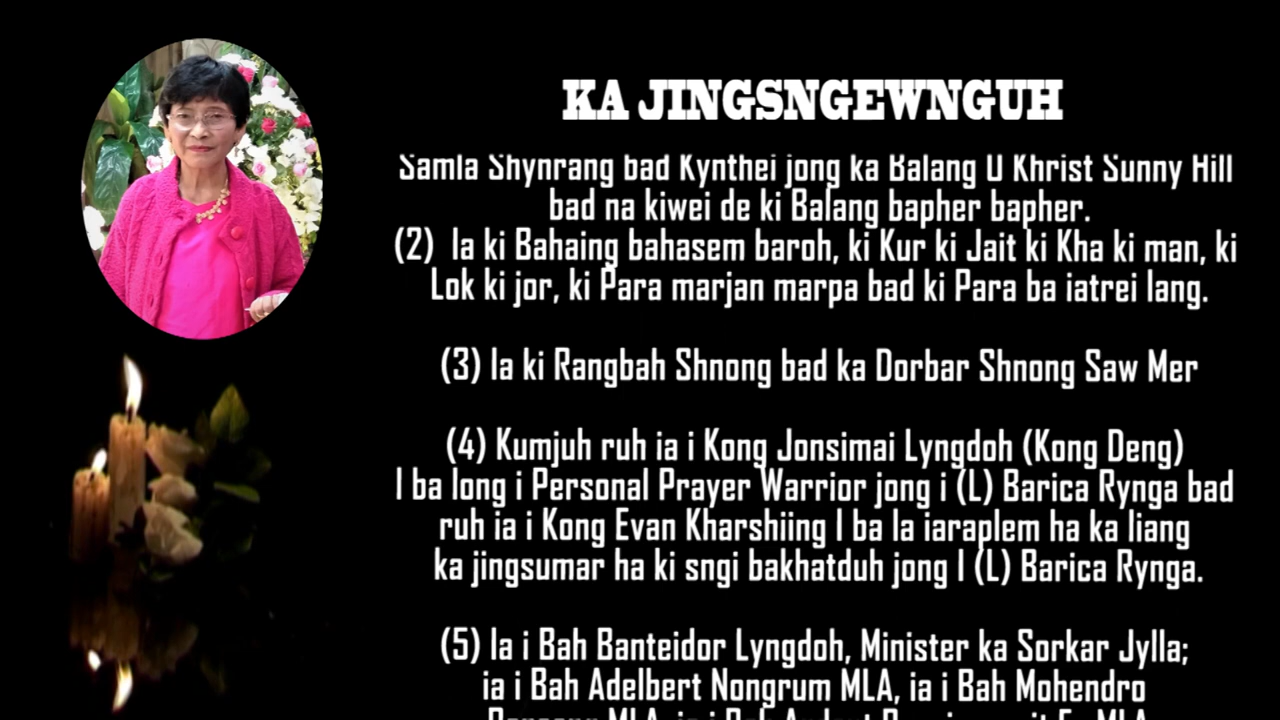 KA JINGSNGEWNGUH
Samla Shynrang bad Kynthei jong ka Balang U Khrist Sunny Hill
bad na kiwei de ki Balang bapher bapher.
(2) Ia ki Bahaing bahasem baroh, ki Kur ki Jait ki Kha ki man, ki
Lok ki jor, ki Para marjan marpa bad ki Para ba iatrei lang.
(3) Ia ki Rangbah Shnong bad ka Dorbar Shnong Saw Mer
(4) Kumjuh ruh ia i Kong Jonsimai Lyngdoh (Kong Deng)
I ba long i Personal Prayer Warrior jong i (L) Barica Rynga bad
ruh ia i Kong Evan Kharshiing I ba la iaraplem ha ka liang
ka jingsumar ha ki sngi bakhatduh jong I (L) Barica Rynga.
(5) Ia i Bah Banteidor Lyngdoh, Minister ka Sorkar Jylla;
ia i Bah Adelbert Nongrum MLA, ia i Bah Mohendro